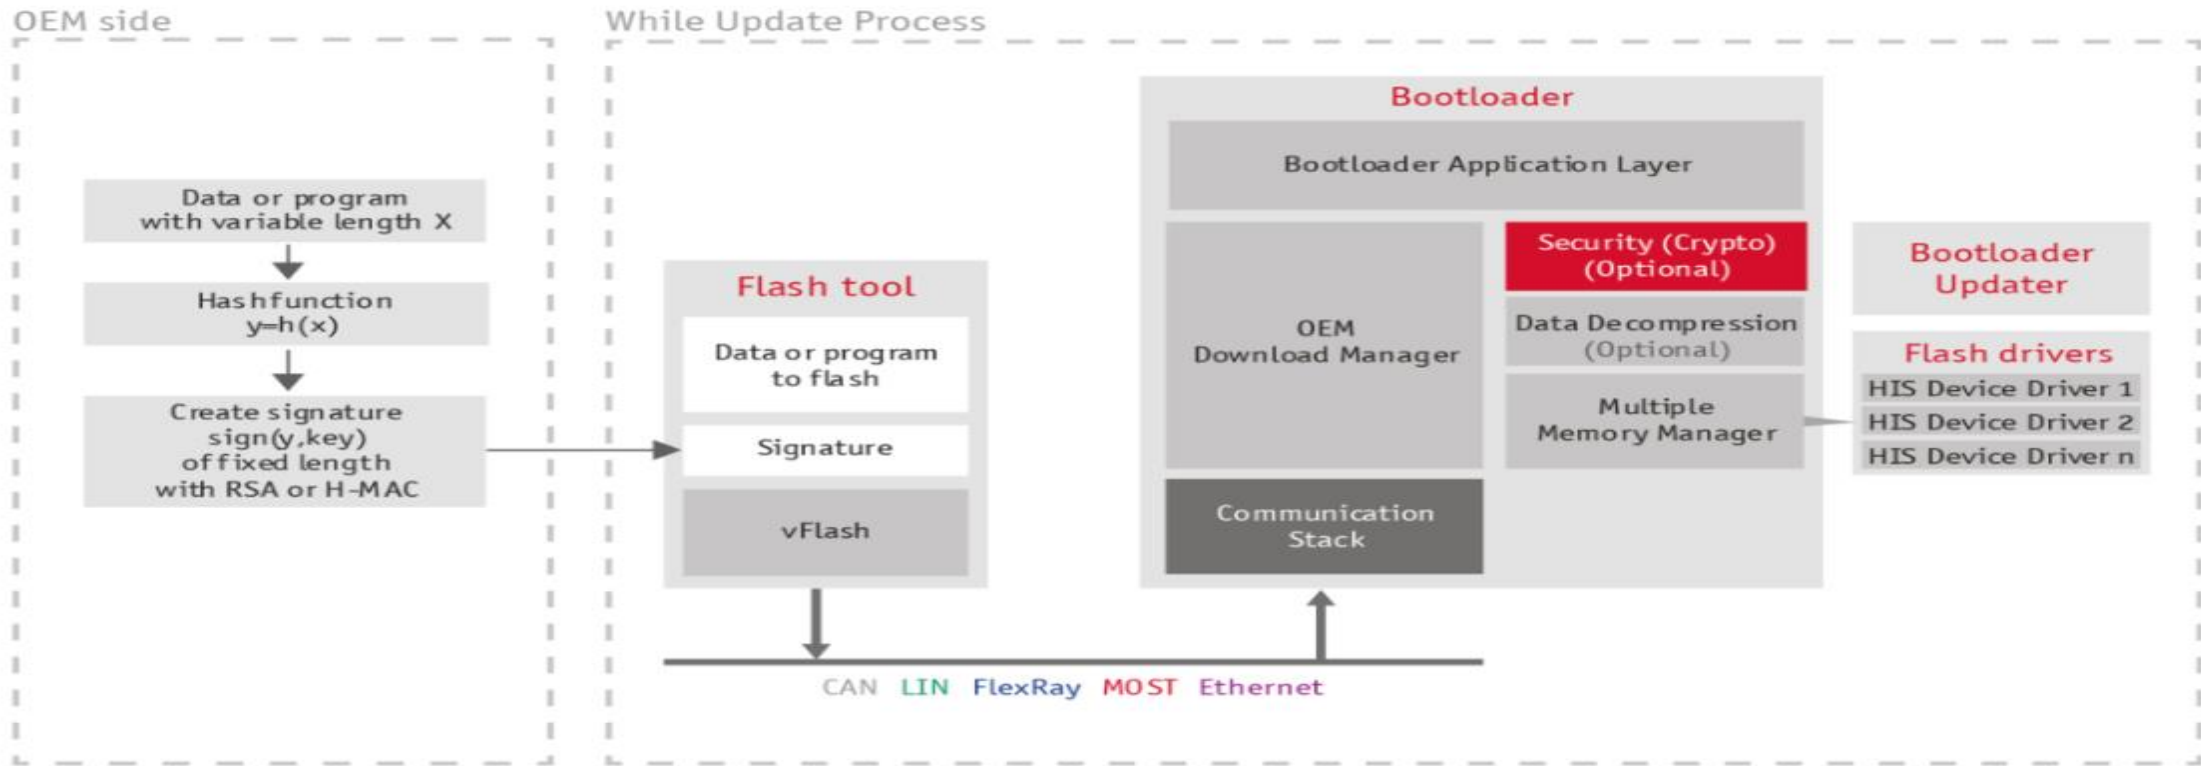 OEM side
While Update Process
Data or program
with variable length X
Hashfunction
y=h(x)
Create signature
sign(y,key)
of fixed length
with RSA or H-MAC
Flash tool
Data or program
to flash
Signature
vFlash
CAN LIN FlexRay MOST Ethernet
Bootloader
Bootloader Application Layer
OEM
Download Manager
Communication
Stack
Security (Crypto)
(Optional)
Data Decompression
(Optional)
Multiple
Memory Manager
Bootloader
Updater
Flash drivers
HIS Device Driver 1
HIS Device Driver 2
HIS Device Driver n